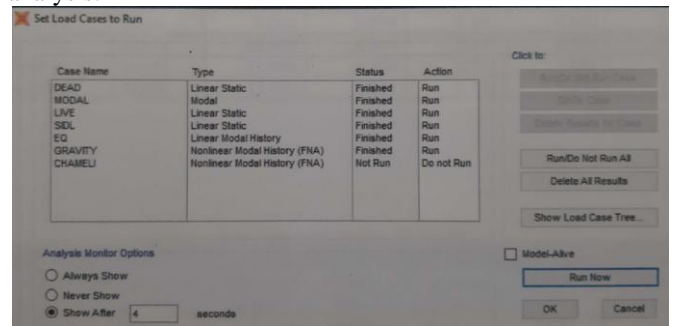 Set Load Cases to Run
Click to:
Case Name Type Status Action
DEAD Linear Static Finished Run
MODAL Modal Finished Run
LIVE Linear Static Finished Run
SIDL Linear Static Finished Run
EQ Linear Modal History Finished Run
GRAVITY Nonlinear Modal History (FNA) Finished Run
CHAMELI Nonlinear Modal History (FNA) Not Run Do not Run
Run/Do Not Run All
Delete All Results
Show Load Case Tree...
Analysis Monitor Options
Always Show
Never Show
Show After 4 seconds
Model-Alive
Run Now
OK Cancel